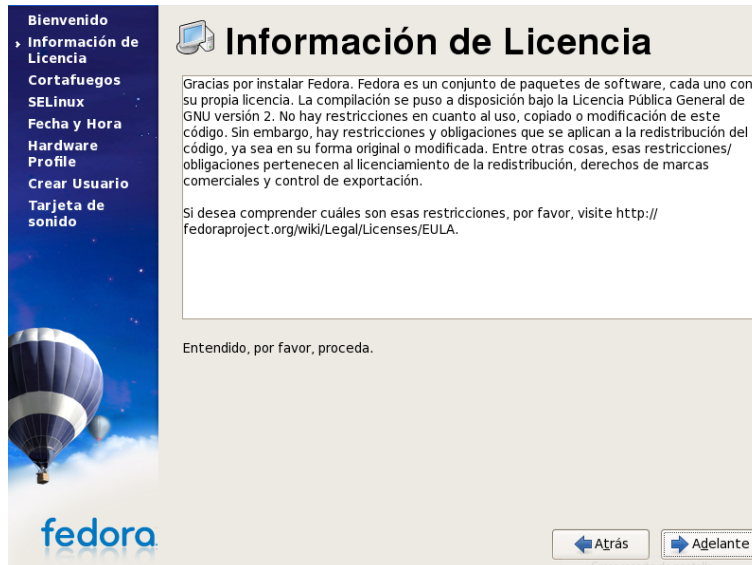 Bienvenido
Información de
Licencia
Cortafuegos
SELinux
Fecha y Hora
Hardware
Profile
Crear Usuario
Tarjeta de
sonido
fedora
Información de Licencia
Gracias por instalar Fedora. Fedora es un conjunto de paquetes de software, cada uno con
su propia licencia. La compilación se puso a disposición bajo la Licencia Pública General de
GNU versión 2. No hay restricciones en cuanto al uso, copiado o modificación de este
código. Sin embargo, hay restricciones y obligaciones que se aplican a la redistribución del
código, ya sea en su forma original o modificada. Entre otras cosas, esas restricciones/
obligaciones pertenecen al licenciamiento de la redistribución, derechos de marcas
comerciales y control de exportación.
Si desea comprender cuáles son esas restricciones, por favor, visite http://
fedoraproject.org/wiki/Legal/Licenses/EULA.
Entendido, por favor, proceda.
Atrás
Adelante